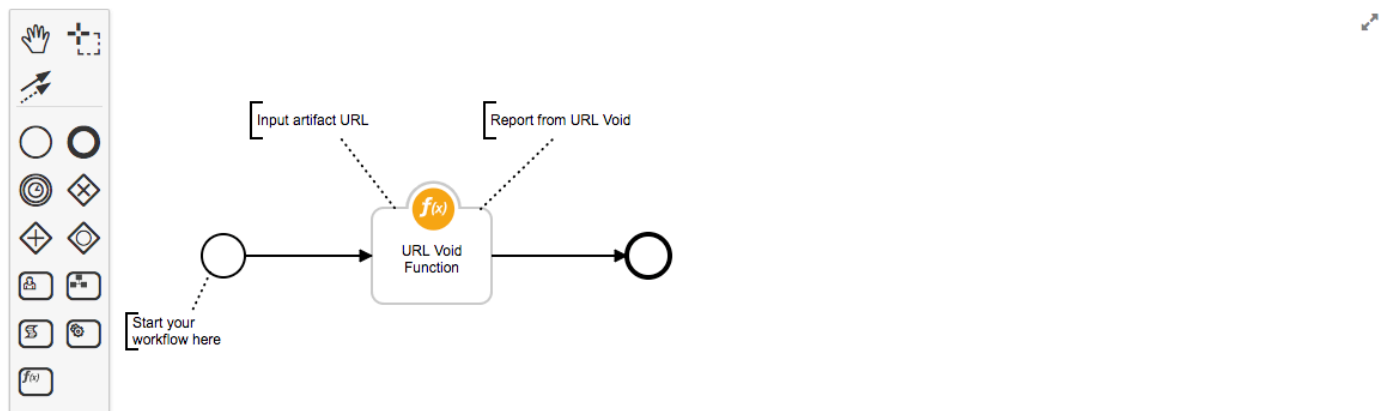 Input artifact URL
Report from URL Void
f(x)
URL Void
Function
Start your
workflow here
f(x)